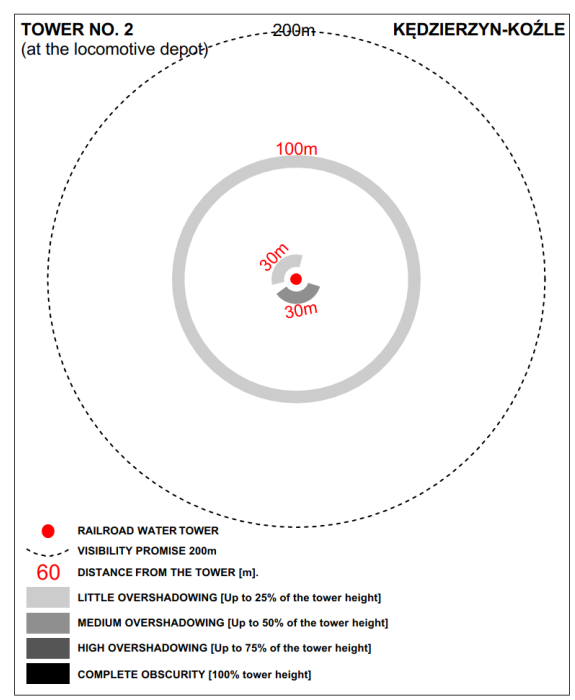 TOWER NO. 2
(at the locomotive depot)
200m
KĘDZIERZYN-KOŹLE
100m
30m
30m
RAILROAD WATER TOWER
VISIBILITY PROMISE 200m
60 DISTANCE FROM THE TOWER [m].
LITTLE OVERSHADOWING [Up to 25% of the tower height]
MEDIUM OVERSHADOWING [Up to 50% of the tower height]
HIGH OVERSHADOWING [Up to 75% of the tower height]
COMPLETE OBSCURITY [100% tower height]